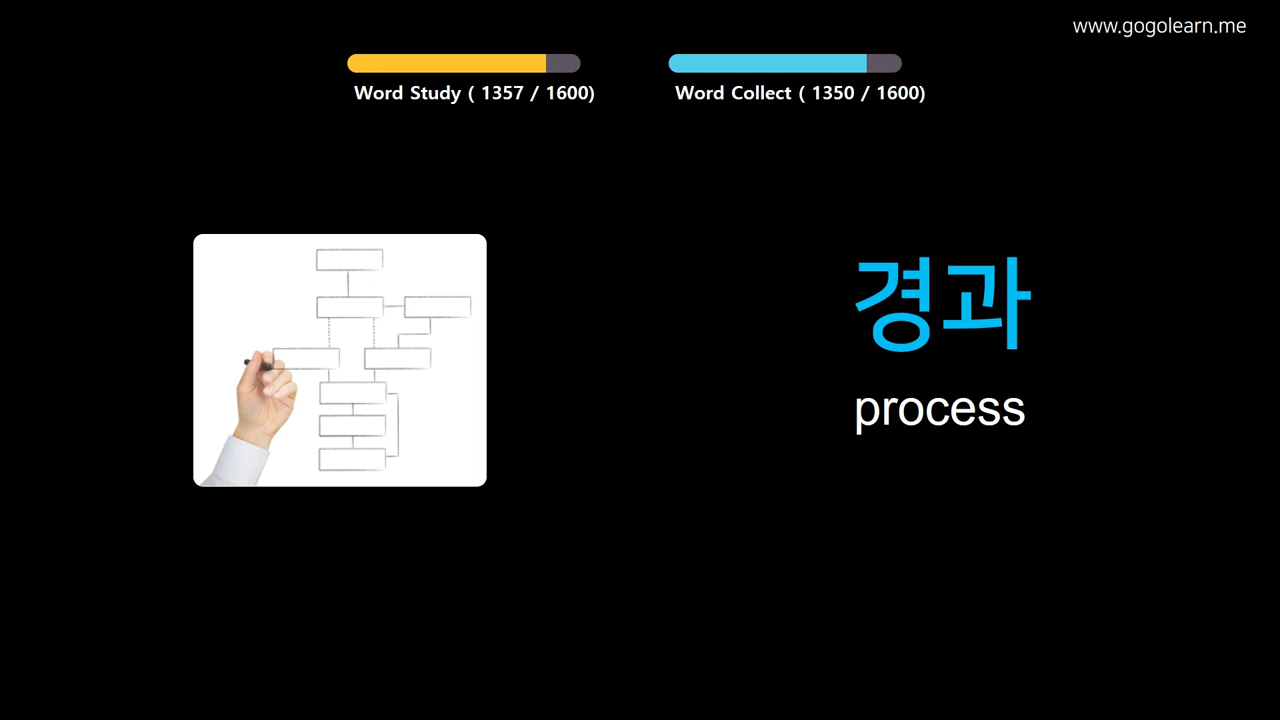 www.gogolearn.me
Word Study ( 1357 / 1600)
Word Collect ( 1350 / 1600)
경과
process